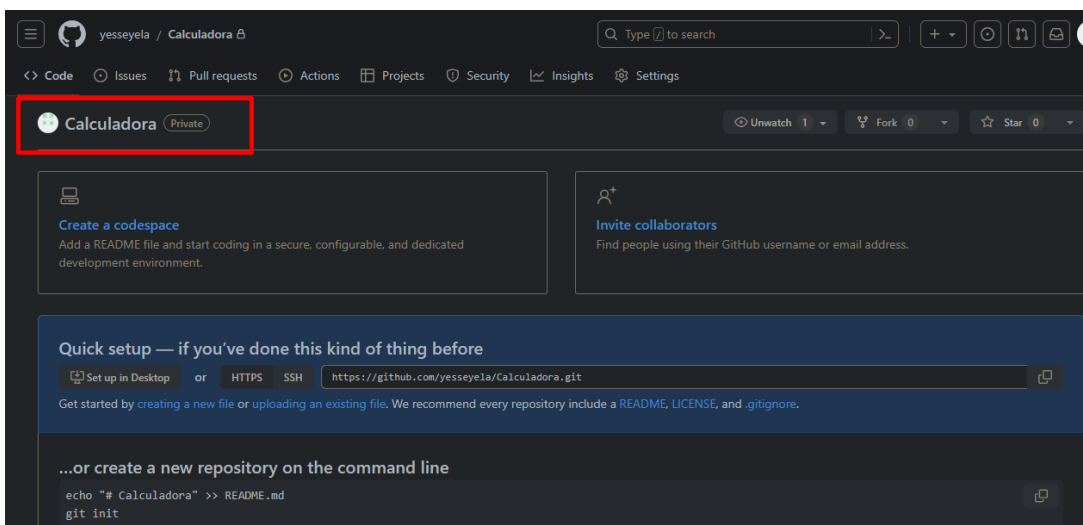 yesseyela / Calculadora
Type / to search
<> Code Issues Pull requests Actions Projects Security Insights Settings
Calculadora Private
Unwatch 1 Fork 0 Star 0
Create a codespace
Add a README file and start coding in a secure, configurable, and dedicated
development environment.
Invite collaborators
Find people using their GitHub username or email address.
Quick setup — if you’ve done this kind of thing before
Set up in Desktop or HTTPS SSH https://github.com/yesseyela/Calculadora.git
Get started by creating a new file or uploading an existing file. We recommend every repository include a README, LICENSE, and .gitignore.
...or create a new repository on the command line
echo "# Calculadora" >> README.md
git init